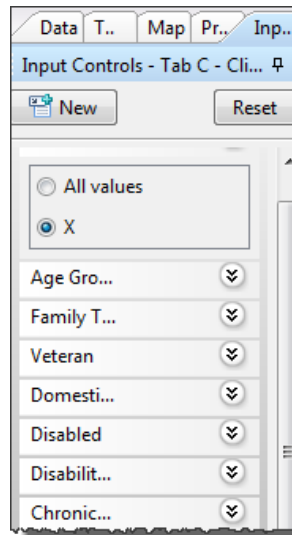 Data T.. Map Pr.. Inp..
Input Controls - Tab C - Cli...
New Reset
All values
X
Age Gro...
Family T...
Veteran
Domesti...
Disabled
Disabilit...
Chronic...